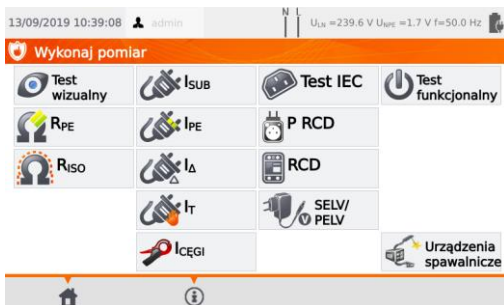 13/09/2019 10:39:08 admin N L U_LN =239.6 V U_NPE =1.7 V f=50.0 Hz
Wykonaj pomiar
Test wizualny
I_SUB
Test IEC
Test funkcjonalny
R_PE
I_PE
P RCD
R_ISO
I_Δ
RCD
I_T
SELV/ PELV
I_CĘGI
Urządzenia spawalnicze